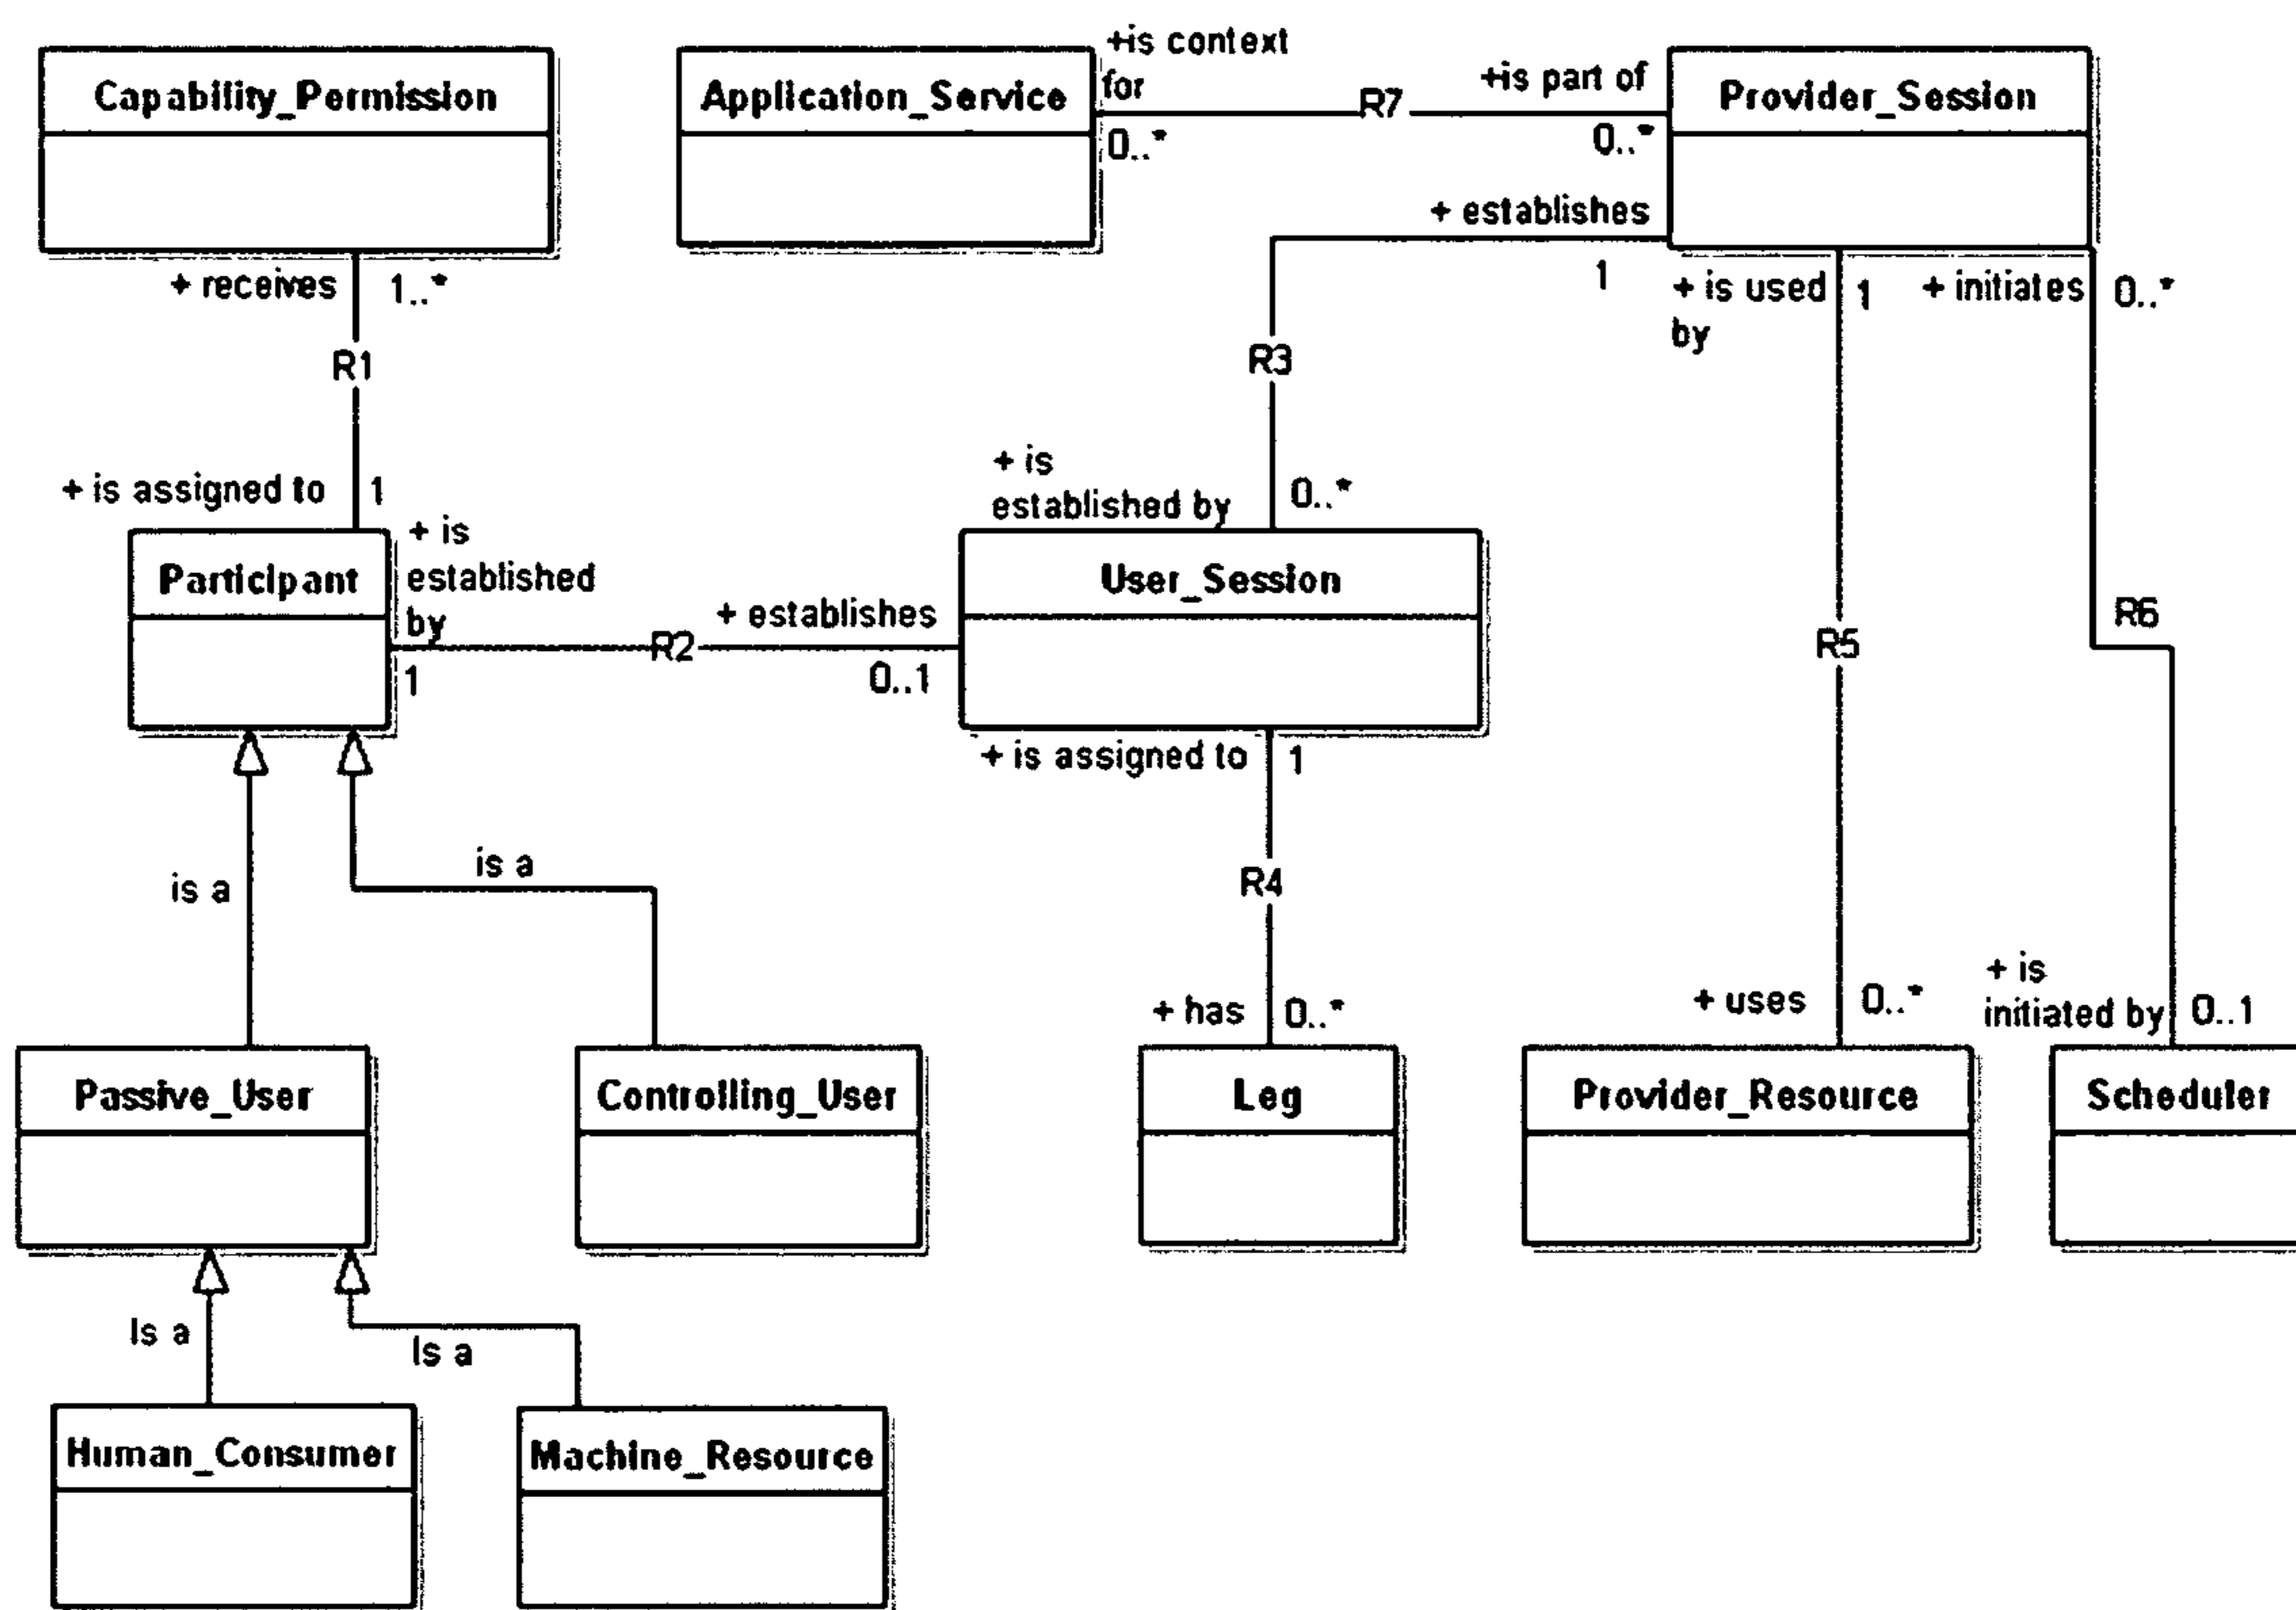 Capability_Permission
+ receives
1..*
R1
+ is assigned to
1
Application_Service
+is context
for
0..*
R7
+is part of
0..*
Provider_Session
+ establishes
1
R3
+ is
established by
0..*
+ is used
by
1
+ initiates
0..*
Participant
+ is
established
by
1
R2
+ establishes
0..1
User_Session
+ is assigned to
1
R4
+ has
0..*
R5
+ uses
0..*
R6
+ is
initiated by
0..1
is a
is a
Passive_User
Controlling_User
Leg
Provider_Resource
Scheduler
Is a
Is a
Human_Consumer
Machine_Resource